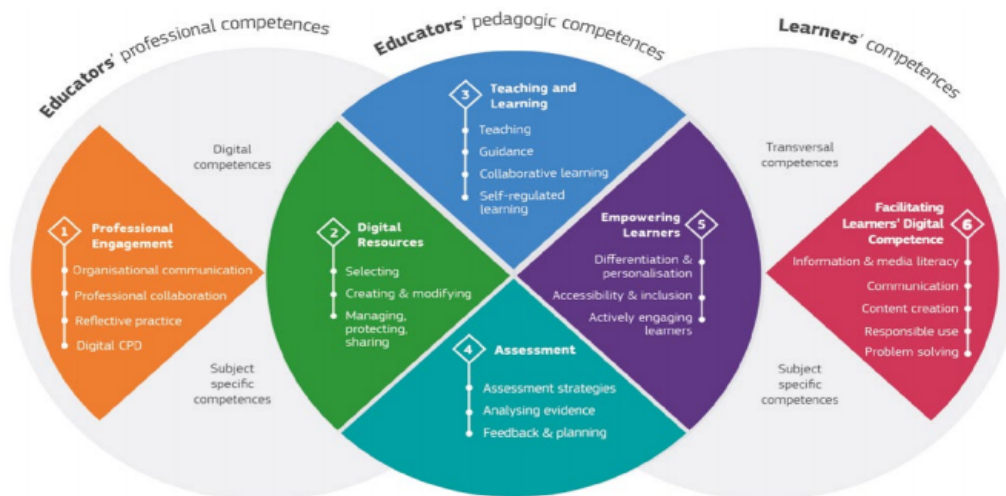 Educators' professional competences
Educators' pedagogic competences
Learners' competences
Digital
competences
Subject
specific
competences
Transversal
competences
Subject
specific
competences
1
Professional
Engagement
Organisational communication
Professional collaboration
Reflective practice
Digital CPD
2
Digital
Resources
Selecting
Creating & modifying
Managing,
protecting,
sharing
3
Teaching and
Learning
Teaching
Guidance
Collaborative learning
Self-regulated
learning
4
Assessment
Assessment strategies
Analysing evidence
Feedback & planning
5
Empowering
Learners
Differentiation &
personalisation
Accessibility & inclusion
Actively engaging
learners
6
Facilitating
Learners' Digital
Competence
Information & media literacy
Communication
Content creation
Responsible use
Problem solving